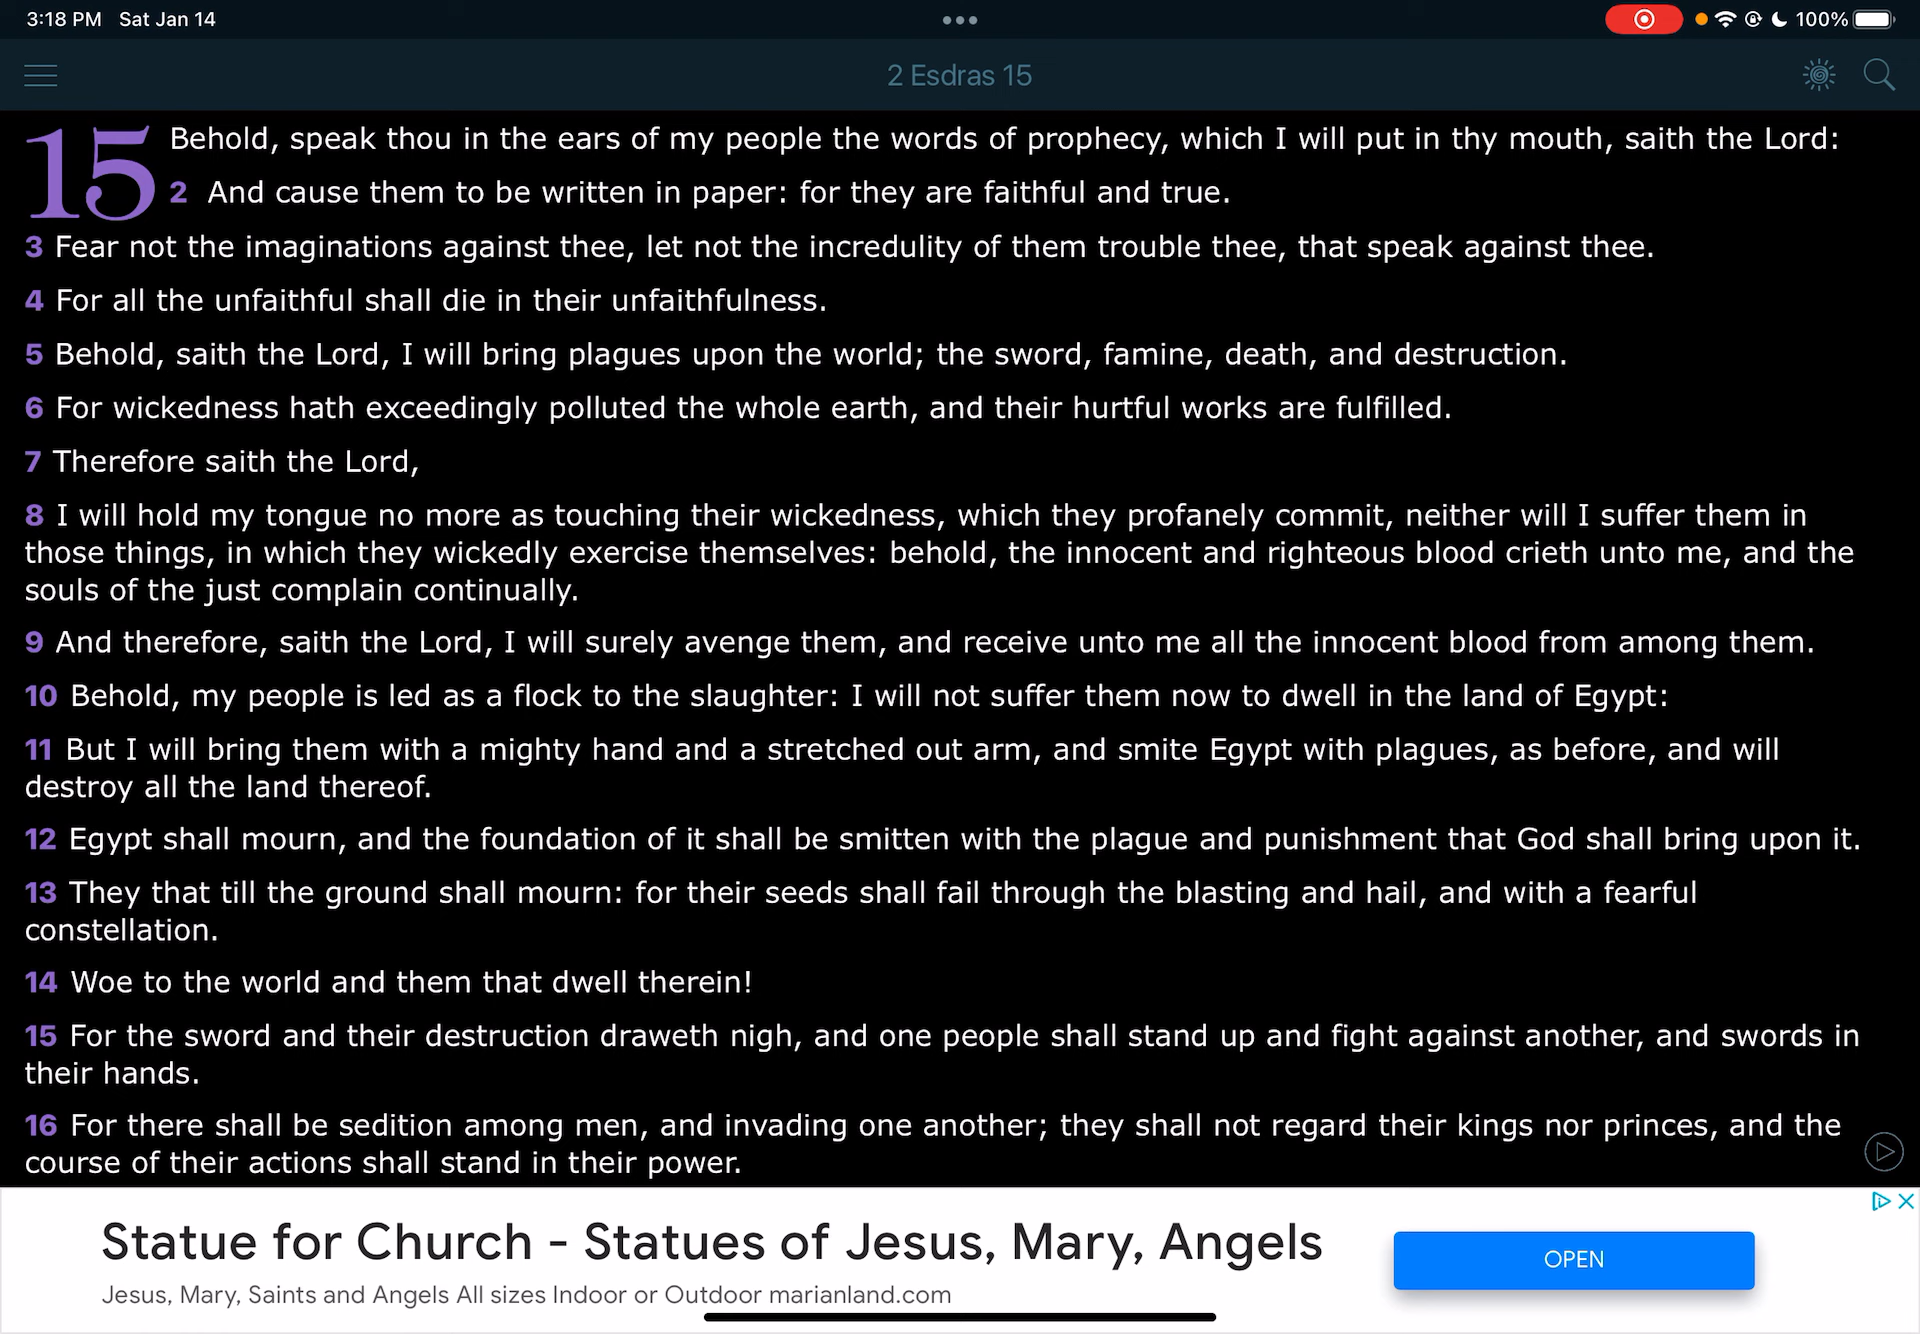 3:18 PM Sat Jan 14
100%
2 Esdras 15
15 Behold, speak thou in the ears of my people the words of prophecy, which I will put in thy mouth, saith the Lord:
2 And cause them to be written in paper: for they are faithful and true.
3 Fear not the imaginations against thee, let not the incredulity of them trouble thee, that speak against thee.
4 For all the unfaithful shall die in their unfaithfulness.
5 Behold, saith the Lord, I will bring plagues upon the world; the sword, famine, death, and destruction.
6 For wickedness hath exceedingly polluted the whole earth, and their hurtful works are fulfilled.
7 Therefore saith the Lord,
8 I will hold my tongue no more as touching their wickedness, which they profanely commit, neither will I suffer them in
those things, in which they wickedly exercise themselves: behold, the innocent and righteous blood crieth unto me, and the
souls of the just complain continually.
9 And therefore, saith the Lord, I will surely avenge them, and receive unto me all the innocent blood from among them.
10 Behold, my people is led as a flock to the slaughter: I will not suffer them now to dwell in the land of Egypt:
11 But I will bring them with a mighty hand and a stretched out arm, and smite Egypt with plagues, as before, and will
destroy all the land thereof.
12 Egypt shall mourn, and the foundation of it shall be smitten with the plague and punishment that God shall bring upon it.
13 They that till the ground shall mourn: for their seeds shall fail through the blasting and hail, and with a fearful
constellation.
14 Woe to the world and them that dwell therein!
15 For the sword and their destruction draweth nigh, and one people shall stand up and fight against another, and swords in
their hands.
16 For there shall be sedition among men, and invading one another; they shall not regard their kings nor princes, and the
course of their actions shall stand in their power.
Statue for Church - Statues of Jesus, Mary, Angels
Jesus, Mary, Saints and Angels All sizes Indoor or Outdoor marianland.com
OPEN